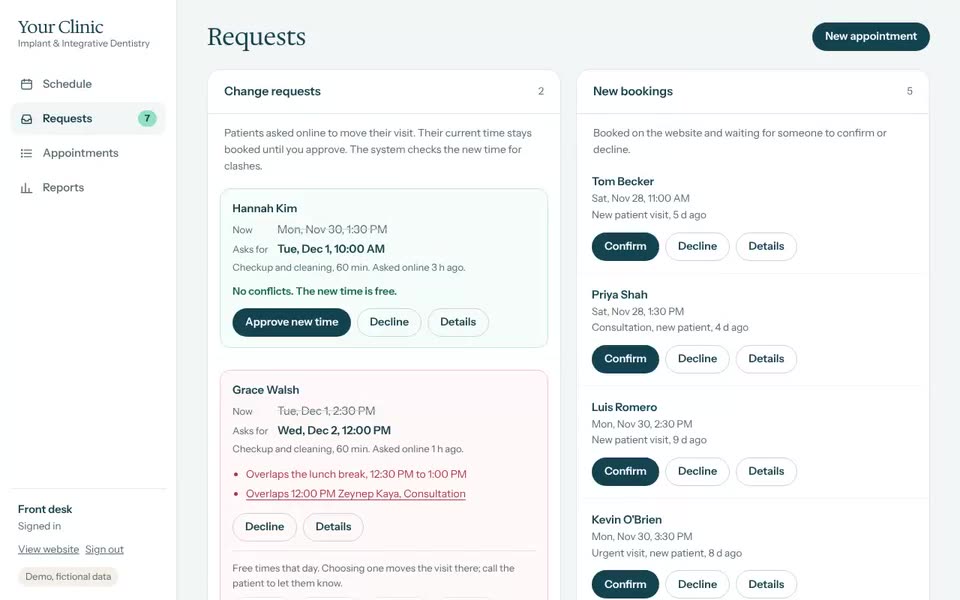 Your Clinic
Implant & Integrative Dentistry
Schedule
Requests 7
Appointments
Reports
Front desk
Signed in
View website Sign out
Demo, fictional data
Requests
New appointment
Change requests 2
Patients asked online to move their visit. Their current time stays
booked until you approve. The system checks the new time for
clashes.
Hannah Kim
Now Mon, Nov 30, 1:30 PM
Asks for Tue, Dec 1, 10:00 AM
Checkup and cleaning, 60 min. Asked online 3 h ago.
No conflicts. The new time is free.
Approve new time Decline Details
Grace Walsh
Now Tue, Dec 1, 2:30 PM
Asks for Wed, Dec 2, 12:00 PM
Checkup and cleaning, 60 min. Asked online 1 h ago.
Overlaps the lunch break, 12:30 PM to 1:00 PM
Overlaps 12:00 PM Zeynep Kaya, Consultation
Decline Details
Free times that day. Choosing one moves the visit there; call the
patient to let them know.
New bookings 5
Booked on the website and waiting for someone to confirm or
decline.
Tom Becker
Sat, Nov 28, 11:00 AM
New patient visit, 5 d ago
Confirm Decline Details
Priya Shah
Sat, Nov 28, 1:30 PM
Consultation, new patient, 4 d ago
Confirm Decline Details
Luis Romero
Mon, Nov 30, 2:30 PM
New patient visit, 9 d ago
Confirm Decline Details
Kevin O'Brien
Mon, Nov 30, 3:30 PM
Urgent visit, new patient, 8 d ago
Confirm Decline Details